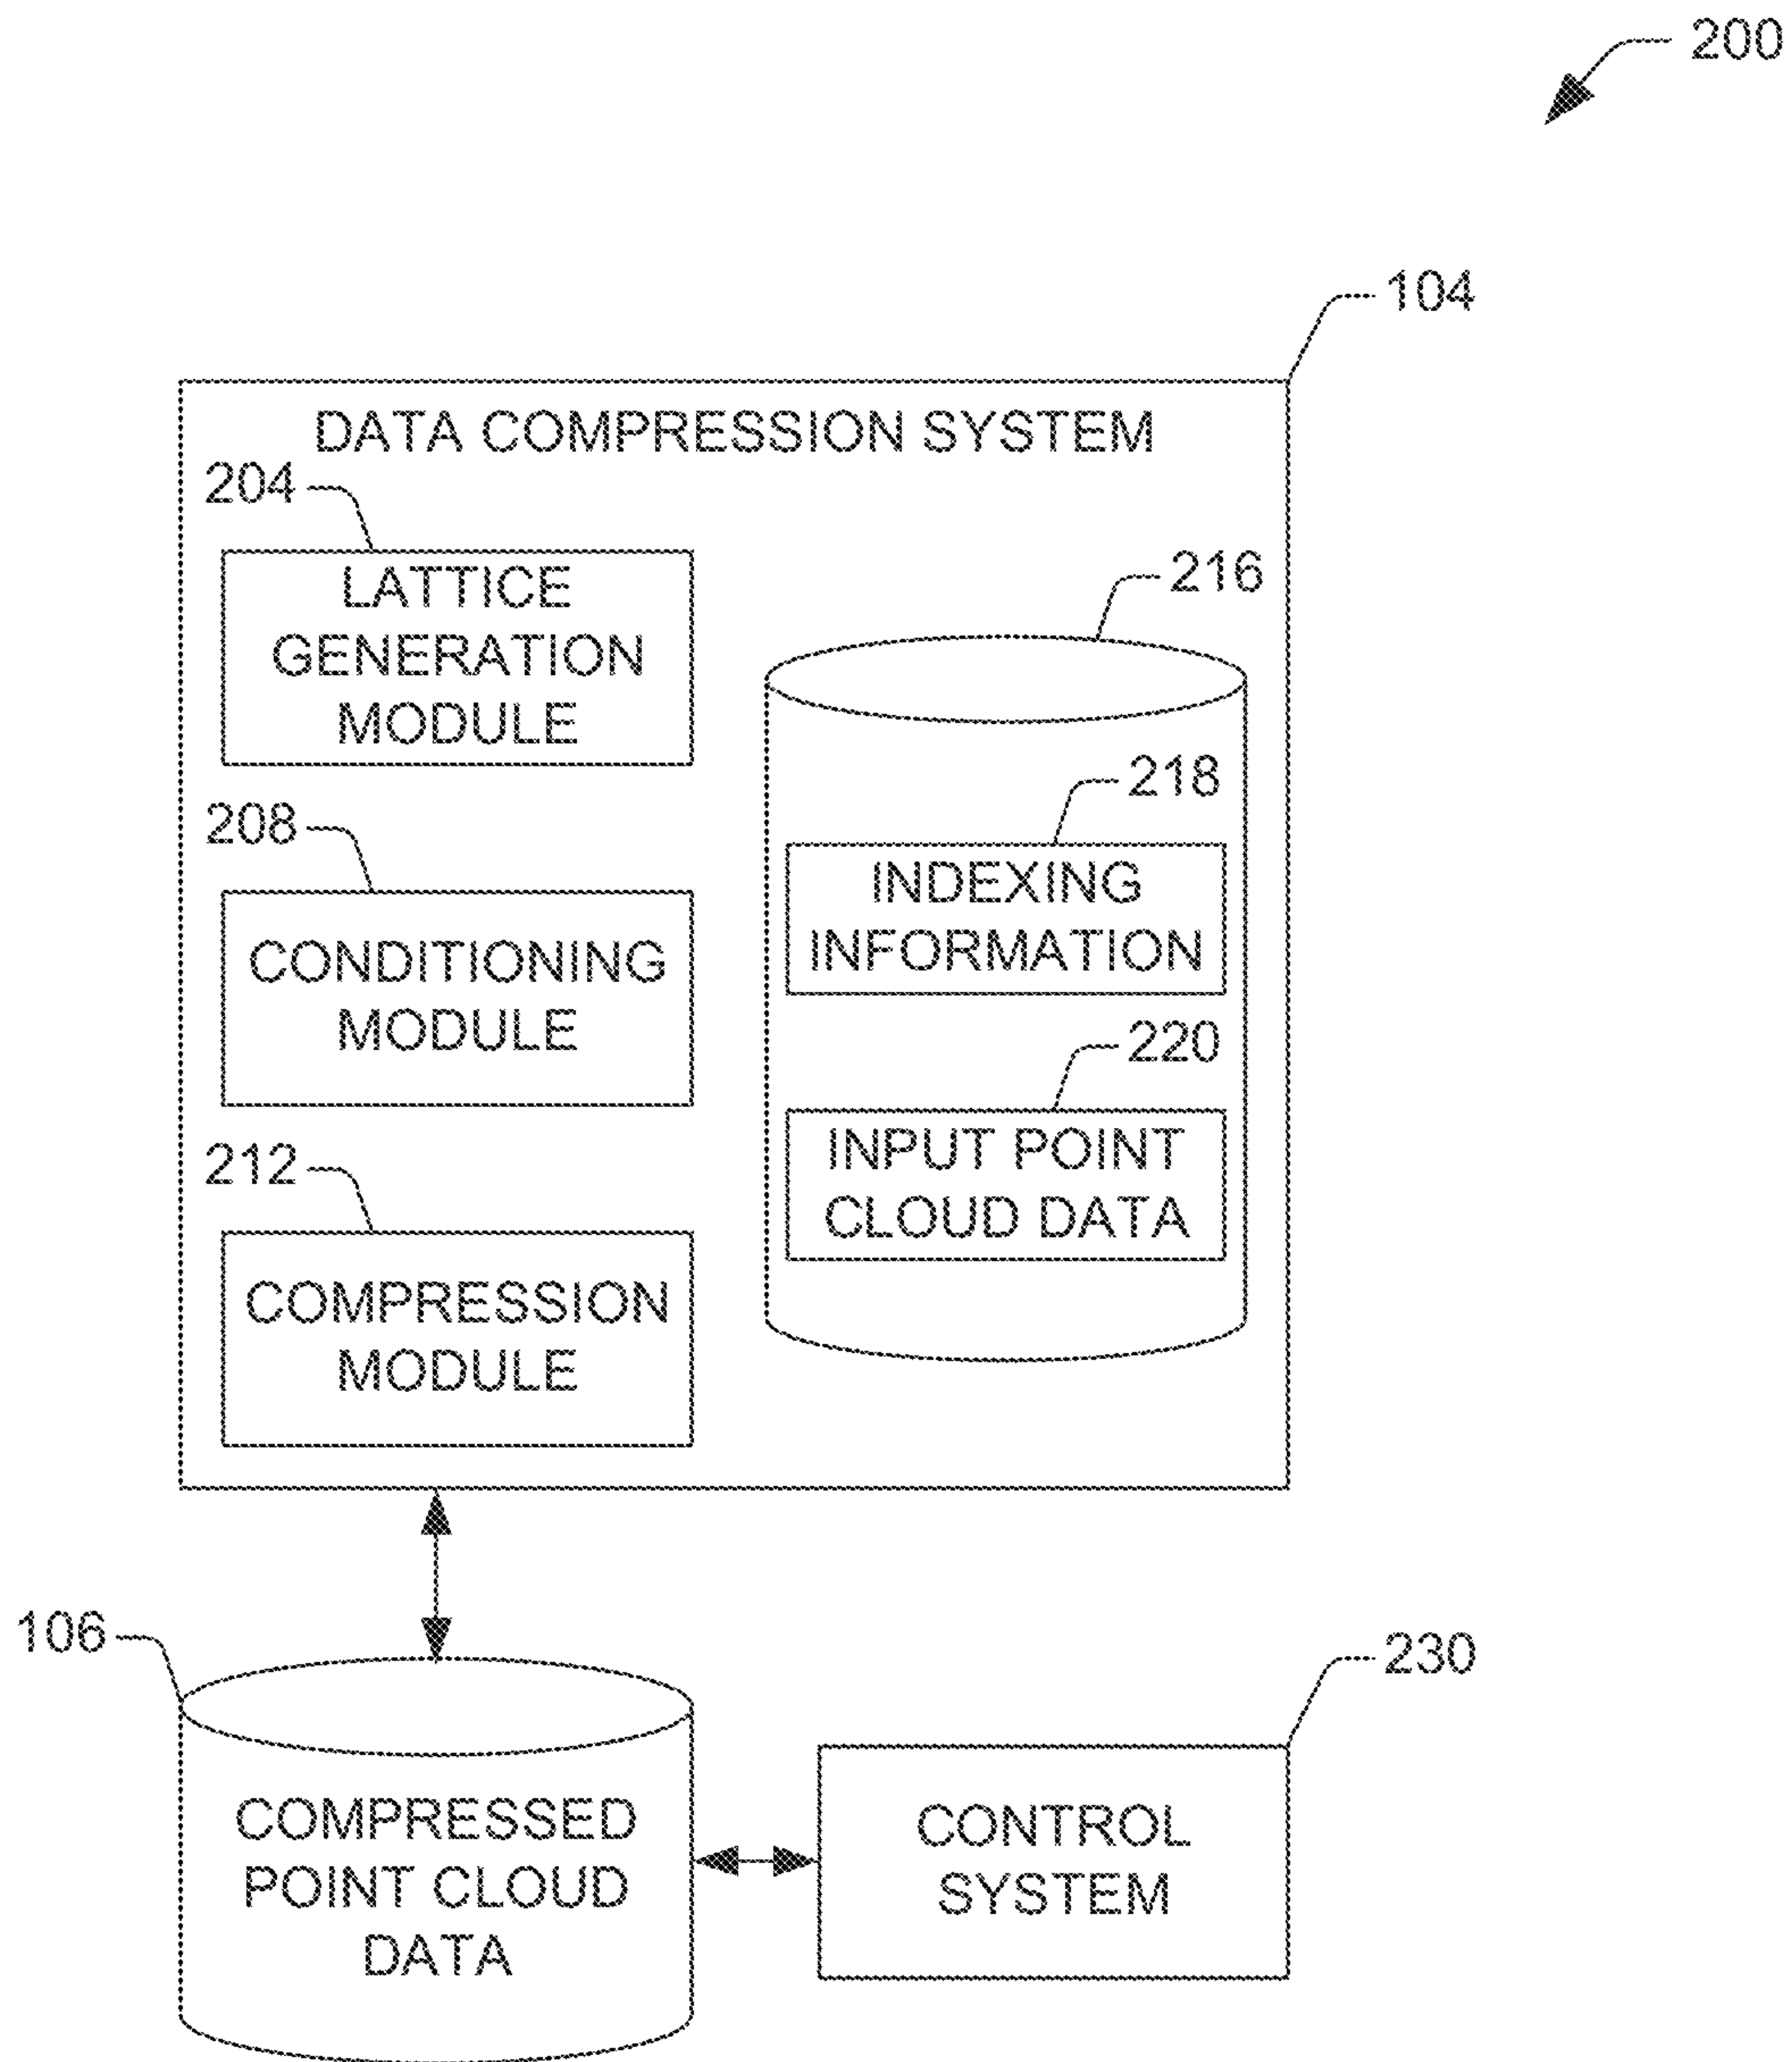 200
104
DATA COMPRESSION SYSTEM
204
LATTICE
GENERATION
MODULE
216
218
INDEXING
INFORMATION
208
CONDITIONING
MODULE
220
INPUT POINT
CLOUD DATA
212
COMPRESSION
MODULE
106
COMPRESSED
POINT CLOUD
DATA
230
CONTROL
SYSTEM